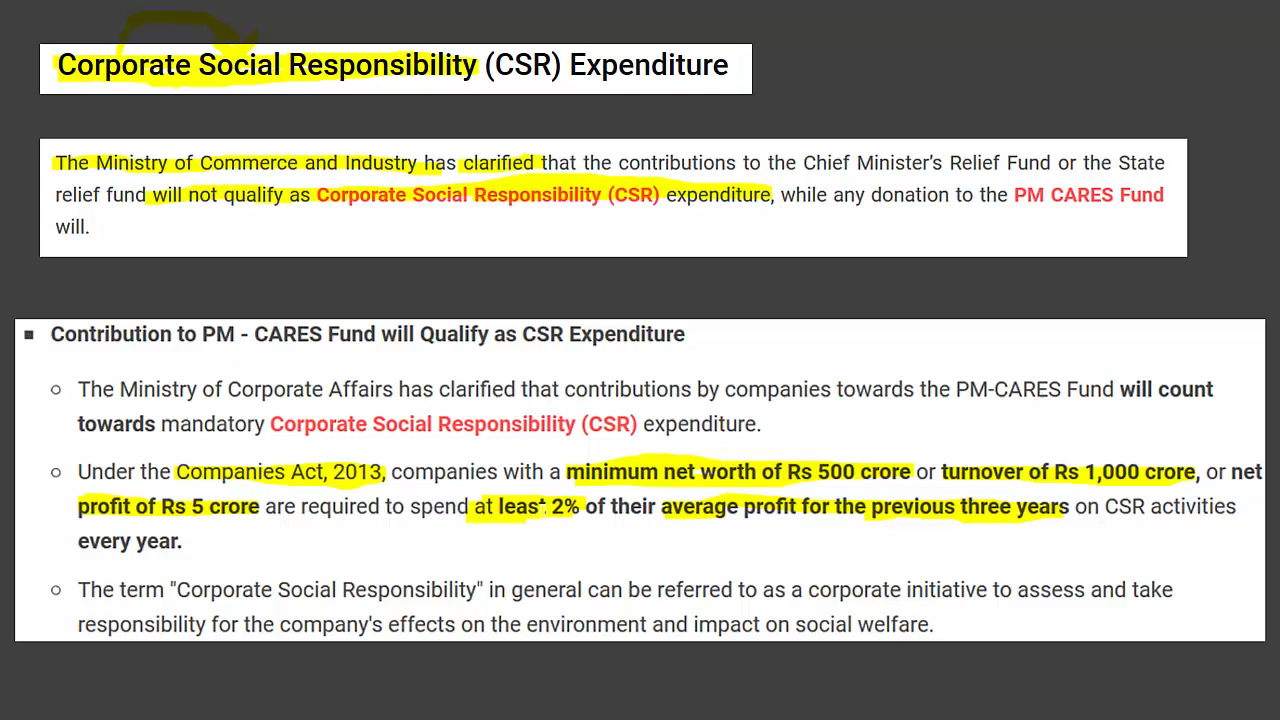 Corporate Social Responsibility (CSR) Expenditure
The Ministry of Commerce and Industry has clarified that the contributions to the Chief Minister’s Relief Fund or the State
relief fund will not qualify as Corporate Social Responsibility (CSR) expenditure, while any donation to the PM CARES Fund
will.
▪ Contribution to PM - CARES Fund will Qualify as CSR Expenditure
○ The Ministry of Corporate Affairs has clarified that contributions by companies towards the PM-CARES Fund will count
towards mandatory Corporate Social Responsibility (CSR) expenditure.
○ Under the Companies Act, 2013, companies with a minimum net worth of Rs 500 crore or turnover of Rs 1,000 crore, or net
profit of Rs 5 crore are required to spend at least 2% of their average profit for the previous three years on CSR activities
every year.
○ The term "Corporate Social Responsibility" in general can be referred to as a corporate initiative to assess and take
responsibility for the company's effects on the environment and impact on social welfare.